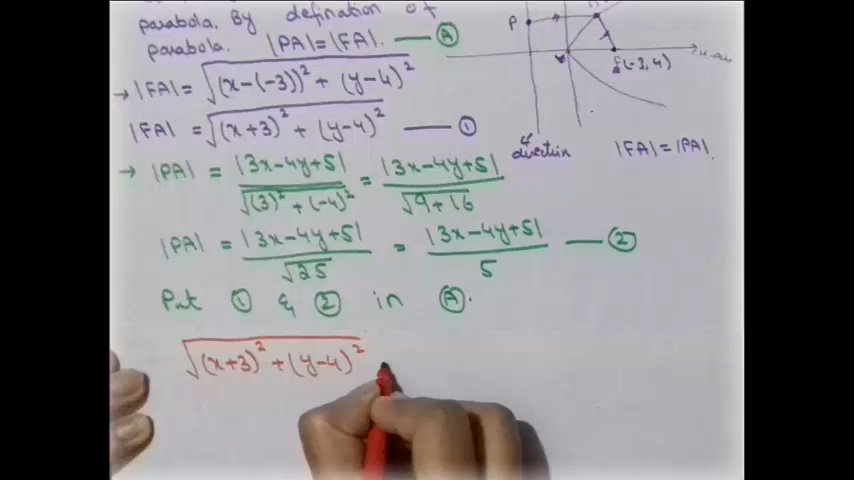 parabola. By defination of
parabola. |PA|=|FA|. — Ⓐ
→ |FA| = √((x-(-3))² + (y-4)²)
|FA| = √((x+3)² + (y-4)²) — ①
→ |PA| = |3x-4y+5| / √((3)²+(-4)²) = |3x-4y+5| / √(9+16)
|PA| = |3x-4y+5| / √25 = |3x-4y+5| / 5 — ②
Put ① & ② in Ⓐ.
√((x+3)² + (y-4)²)
P
V
F(-3,4)
directrix
|FA|=|PA|.